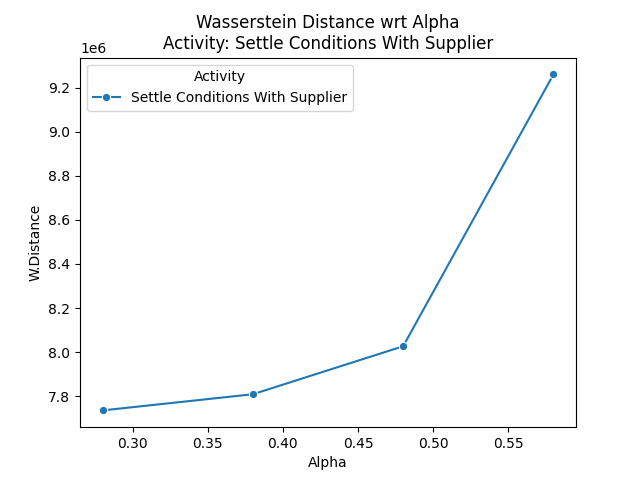 Wasserstein Distance wrt Alpha
Activity: Settle Conditions With Supplier
1e6
Activity
Settle Conditions With Supplier
9.2
9.0
8.8
8.6
8.4
8.2
8.0
7.8
W.Distance
0.30 0.35 0.40 0.45 0.50 0.55
Alpha